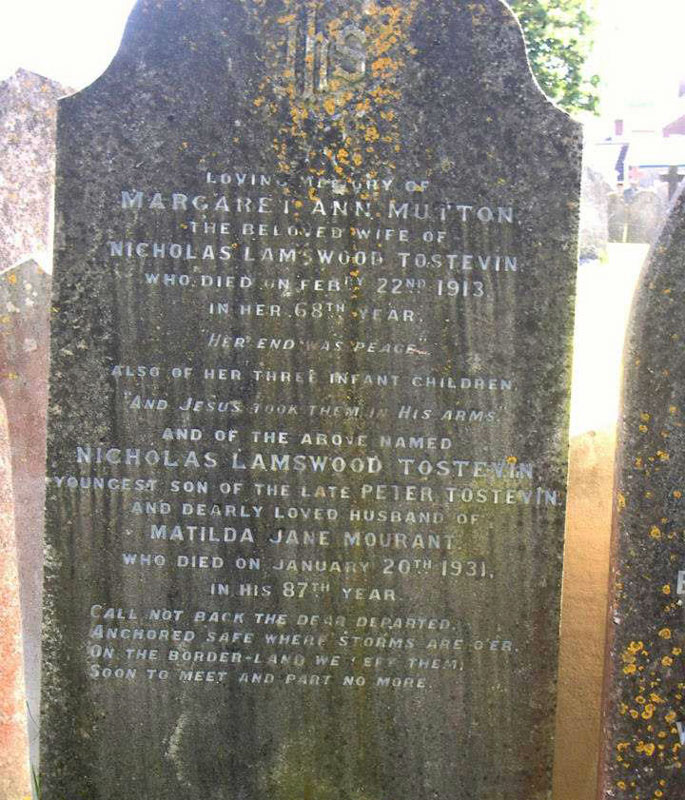 IHS
LOVING MEMORY OF
MARGARET ANN MUTTON
THE BELOVED WIFE OF
NICHOLAS LAMSWOOD TOSTEVIN
WHO DIED ON FEBRY 22ND 1913
IN HER 68TH YEAR.
"HER END WAS PEACE"
ALSO OF HER THREE INFANT CHILDREN
"AND JESUS TOOK THEM IN HIS ARMS"
AND OF THE ABOVE NAMED
NICHOLAS LAMSWOOD TOSTEVIN
YOUNGEST SON OF THE LATE PETER TOSTEVIN
AND DEARLY LOVED HUSBAND OF
MATILDA JANE MOURANT.
WHO DIED ON JANUARY 20TH 1931,
IN HIS 87TH YEAR.
CALL NOT BACK THE DEAR DEPARTED,
ANCHORED SAFE WHERE STORMS ARE O'ER,
ON THE BORDER-LAND WE LEFT THEM,
SOON TO MEET AND PART NO MORE.